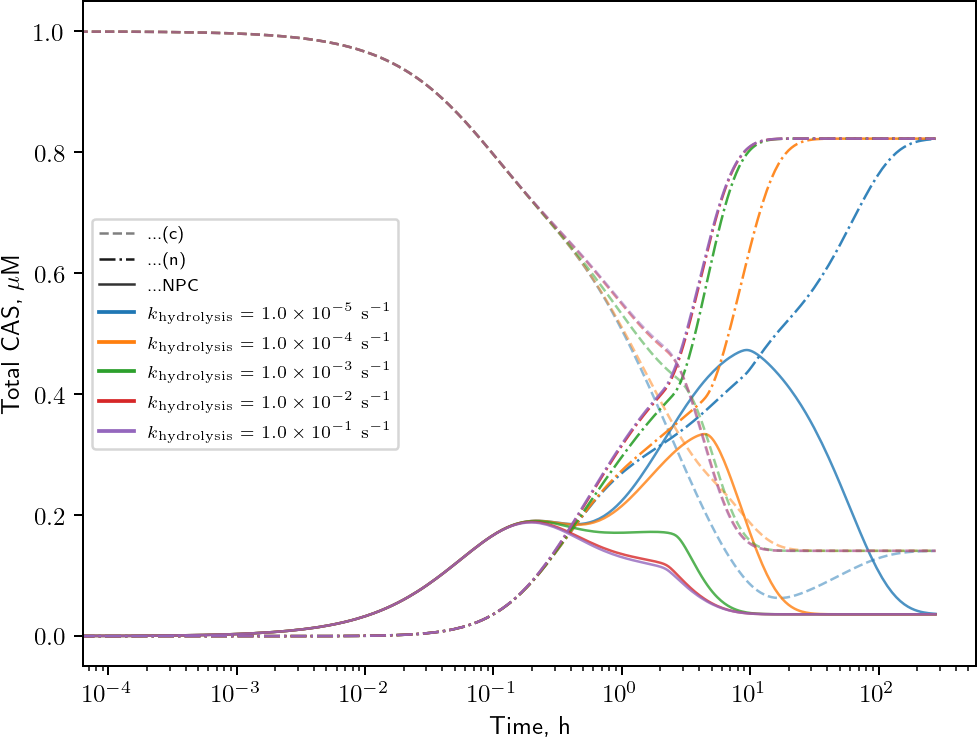 1.0
0.8
0.6
0.4
0.2
0.0
Total CAS, μM
...(c)
...(n)
...NPC
k_hydrolysis = 1.0 × 10⁻⁵ s⁻¹
k_hydrolysis = 1.0 × 10⁻⁴ s⁻¹
k_hydrolysis = 1.0 × 10⁻³ s⁻¹
k_hydrolysis = 1.0 × 10⁻² s⁻¹
k_hydrolysis = 1.0 × 10⁻¹ s⁻¹
10⁻⁴ 10⁻³ 10⁻² 10⁻¹ 10⁰ 10¹ 10²
Time, h